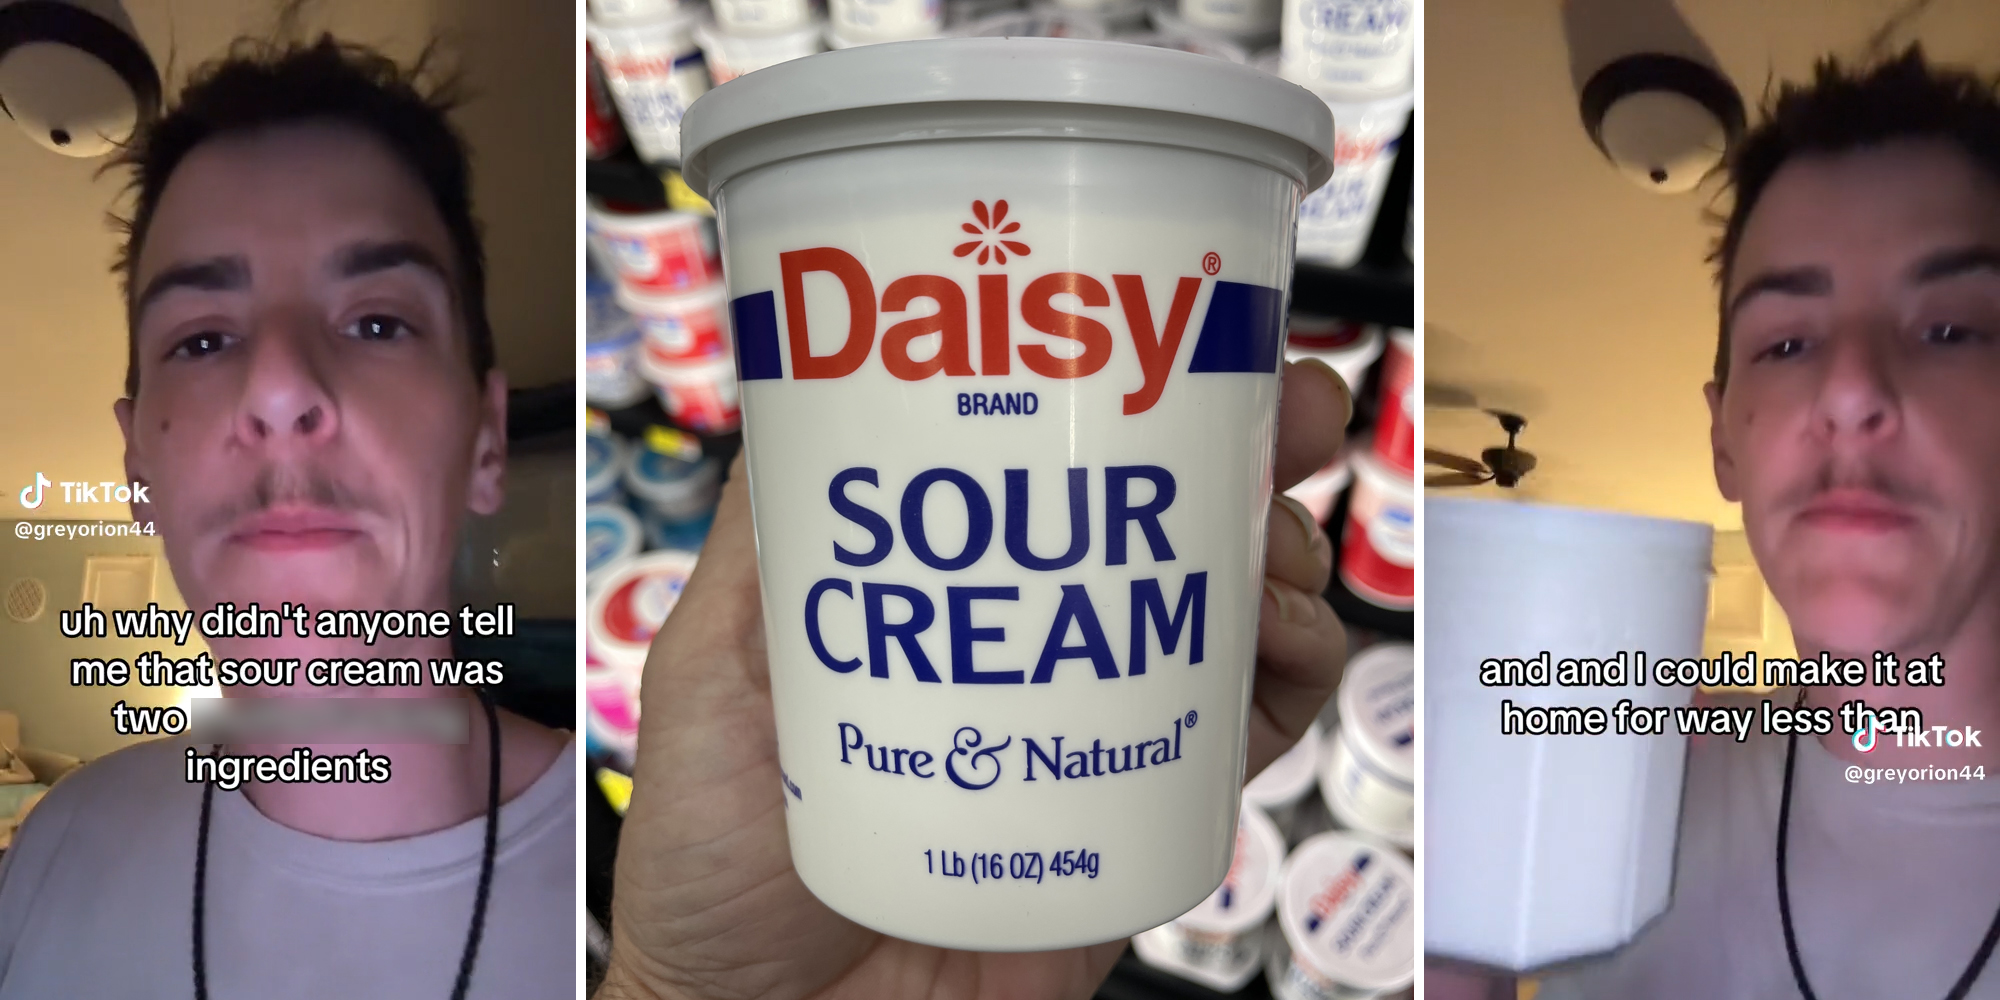 TikTok
@greyorion44
uh why didn't anyone tell
me that sour cream was
two
ingredients
Daisy®
BRAND
SOUR
CREAM
Pure & Natural®
1 Lb (16 OZ) 454g
CREAM
Daisy
and and I could make it at
home for way less than
TikTok
@greyorion44